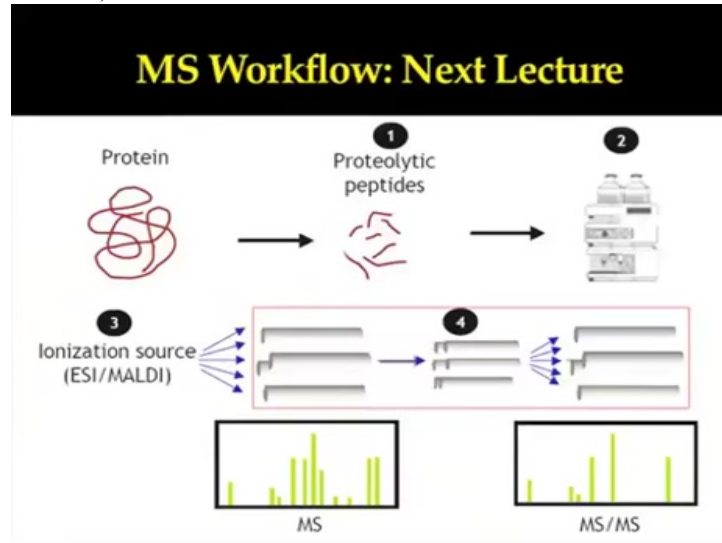 MS Workflow: Next Lecture
Protein
1
Proteolytic
peptides
2
3
Ionization source
(ESI/MALDI)
4
MS
MS/MS